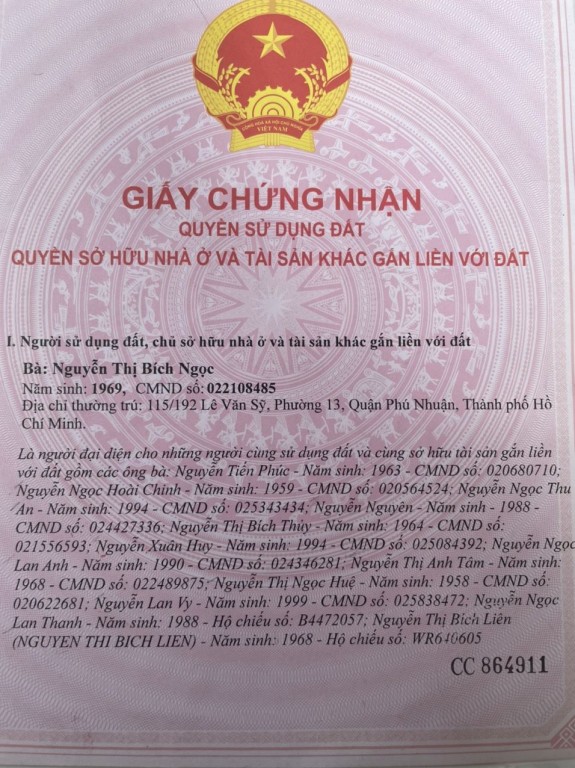 CỘNG HÒA XÃ HỘI CHỦ NGHĨA
VIỆT NAM
GIẤY CHỨNG NHẬN
QUYỀN SỬ DỤNG ĐẤT
QUYỀN SỞ HỮU NHÀ Ở VÀ TÀI SẢN KHÁC GẮN LIỀN VỚI ĐẤT
I. Người sử dụng đất, chủ sở hữu nhà ở và tài sản khác gắn liền với đất
Bà: Nguyễn Thị Bích Ngọc
Năm sinh: 1969, CMND số: 022108485
Địa chỉ thường trú: 115/192 Lê Văn Sỹ, Phường 13, Quận Phú Nhuận, Thành phố Hồ
Chí Minh.
Là người đại diện cho những người cùng sử dụng đất và cùng sở hữu tài sản gắn liền
với đất gồm các ông bà: Nguyễn Tiến Phúc - Năm sinh: 1963 - CMND số: 020680710;
Nguyễn Ngọc Hoài Chinh - Năm sinh: 1959 - CMND số: 020564524; Nguyễn Ngọc Thu
An - Năm sinh: 1994 - CMND số: 025343434; Nguyễn Nguyên - Năm sinh - 1988 -
CMND số: 024427336; Nguyễn Thị Bích Thủy - Năm sinh: 1964 - CMND số:
021556593; Nguyễn Xuân Huy - Năm sinh: 1994 - CMND số: 025084392; Nguyễn Ngọc
Lan Anh - Năm sinh: 1990 - CMND số: 024346281; Nguyễn Thị Anh Tâm - Năm sinh:
1968 - CMND số: 022489875; Nguyễn Thị Ngọc Huệ - Năm sinh: 1958 - CMND số:
020622681; Nguyễn Lan Vy - Năm sinh: 1999 - CMND số: 025838472; Nguyễn Ngọc
Lan Thanh - Năm sinh: 1988 - Hộ chiếu số: B4472057; Nguyễn Thị Bích Liên
(NGUYEN THI BICH LIEN) - Năm sinh: 1968 - Hộ chiếu số: WR640605
CC 864911